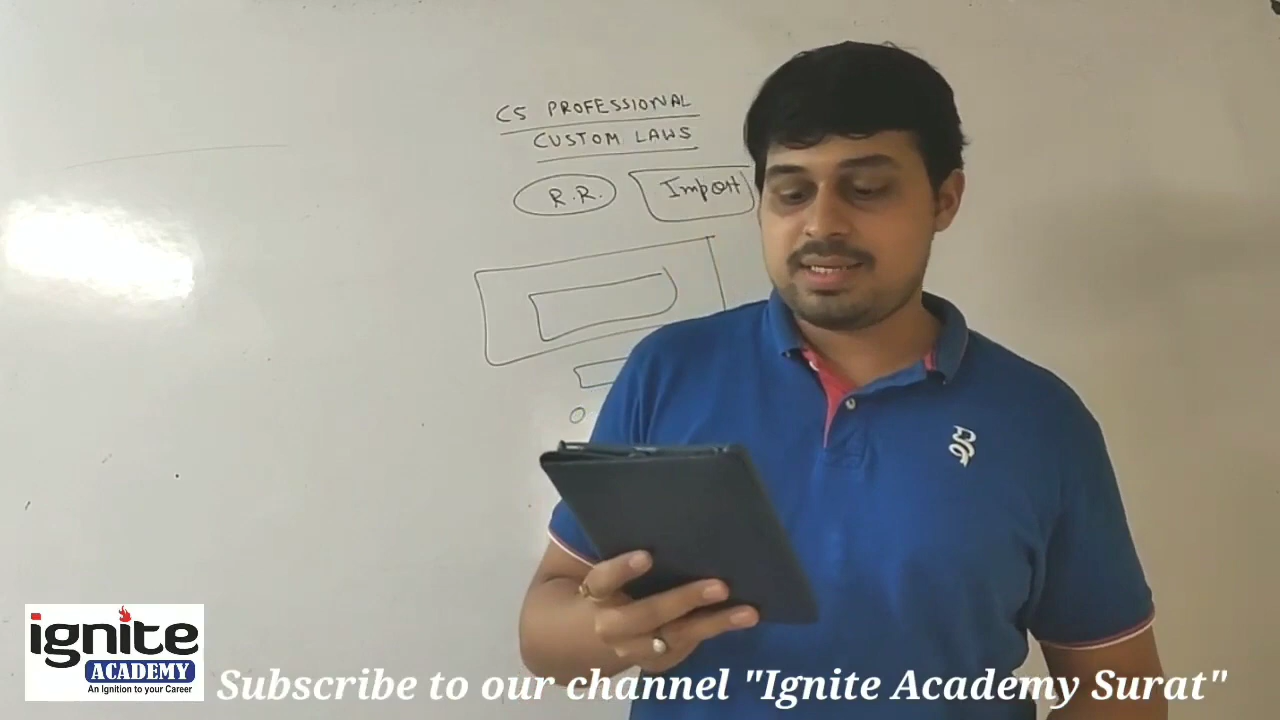 CS PROFESSIONAL
CUSTOM LAWS
R.R. Import
ignite
ACADEMY
An Ignition to your Career
Subscribe to our channel "Ignite Academy Surat"